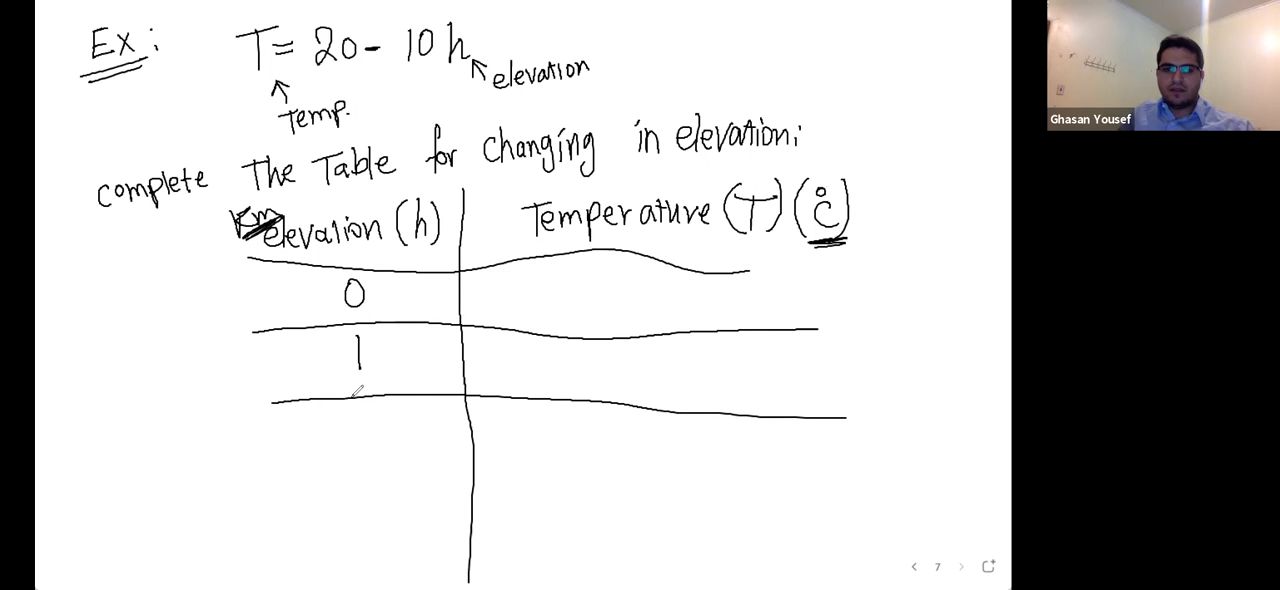 Ex: T = 20 - 10 h
elevation
Temp.
complete The Table for changing in elevation:
Km
elevation (h) Temperature (T) (°C)
0
1
7
Ghasan Yousef